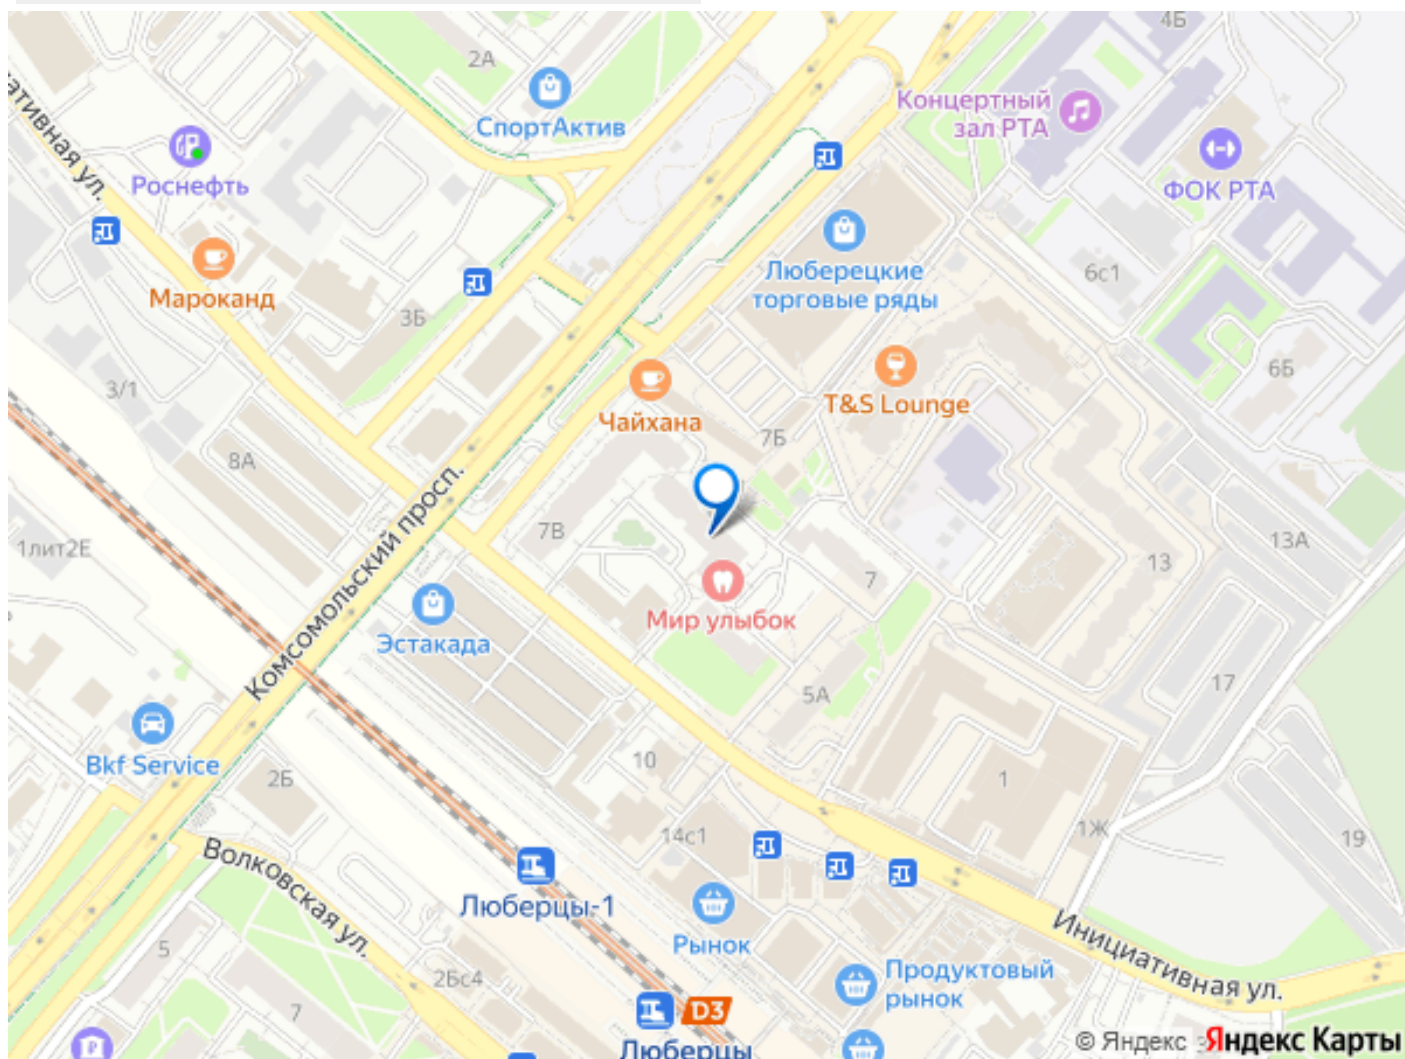 4Б
2А
СпортАктив
Концертный
зал РТА
ФОК РТА
ативная ул.
Роснефть
Мароканд
3Б
3/1
Люберецкие
торговые ряды
6с1
6Б
Чайхана
T&S Lounge
7Б
8А
Комсомольский просп.
1лит2Е
7В
7
13
13А
Мир улыбок
Эстакада
5А
17
Bkf Service
2Б
10
1
14с1
1Ж
19
Волковская ул.
Люберцы-1
Рынок
Инициативная ул.
5
2Бс4
Продуктовый
рынок
7
D3
Люберцы
© Яндекс
Яндекс Карты